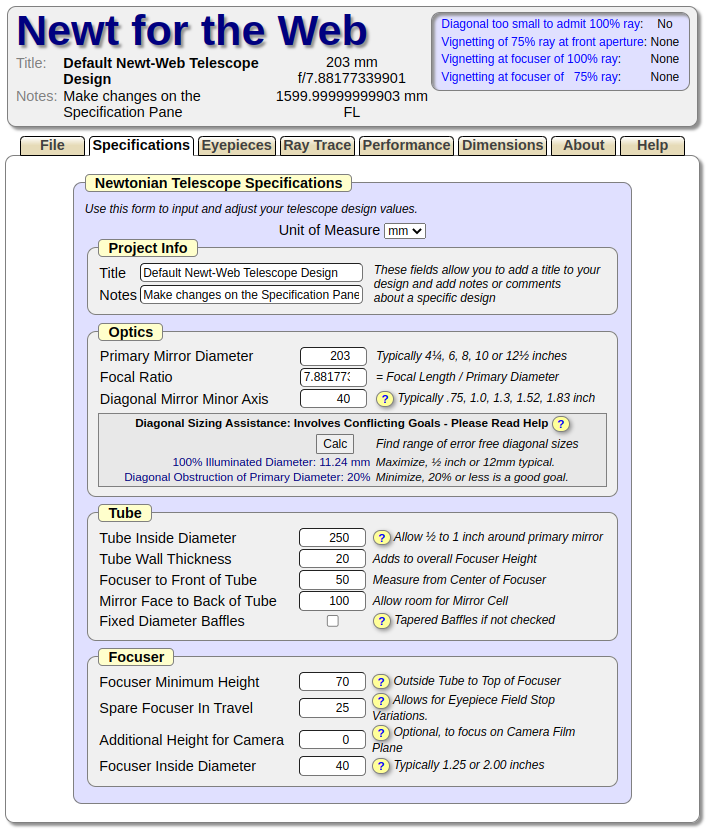 Newt for the Web
Title: Default Newt-Web Telescope Design
203 mm
f/7.88177339901
Notes: Make changes on the Specification Pane
1599.99999999903 mm FL
Diagonal too small to admit 100% ray: No
Vignetting of 75% ray at front aperture: None
Vignetting at focuser of 100% ray: None
Vignetting at focuser of 75% ray: None
File Specifications Eyepieces Ray Trace Performance Dimensions About Help
Newtonian Telescope Specifications
Use this form to input and adjust your telescope design values.
Unit of Measure mm
Project Info
Title Default Newt-Web Telescope Design
Notes Make changes on the Specification Pane
These fields allow you to add a title to your
design and add notes or comments
about a specific design
Optics
Primary Mirror Diameter 203 Typically 4¼, 6, 8, 10 or 12½ inches
Focal Ratio 7.88177 = Focal Length / Primary Diameter
Diagonal Mirror Minor Axis 40 ? Typically .75, 1.0, 1.3, 1.52, 1.83 inch
Diagonal Sizing Assistance: Involves Conflicting Goals - Please Read Help ?
Calc Find range of error free diagonal sizes
100% Illuminated Diameter: 11.24 mm Maximize, ½ inch or 12mm typical.
Diagonal Obstruction of Primary Diameter: 20% Minimize, 20% or less is a good goal.
Tube
Tube Inside Diameter 250 ? Allow ½ to 1 inch around primary mirror
Tube Wall Thickness 20 Adds to overall Focuser Height
Focuser to Front of Tube 50 Measure from Center of Focuser
Mirror Face to Back of Tube 100 Allow room for Mirror Cell
Fixed Diameter Baffles ? Tapered Baffles if not checked
Focuser
Focuser Minimum Height 70 ? Outside Tube to Top of Focuser
Spare Focuser In Travel 25 ? Allows for Eyepiece Field Stop
Variations.
Additional Height for Camera 0 ? Optional, to focus on Camera Film
Plane
Focuser Inside Diameter 40 ? Typically 1.25 or 2.00 inches